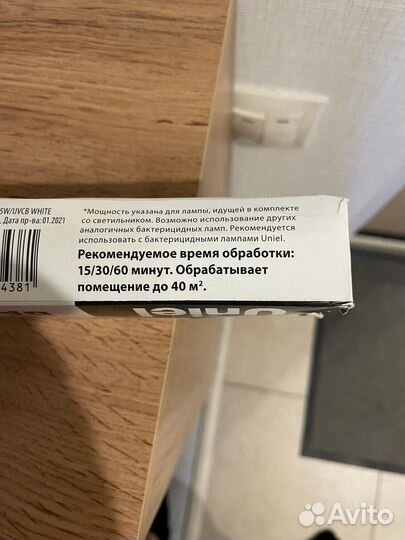 5W/UVCB WHITE
Дата пр-ва: 01.2021
4381
*Мощность указана для лампы, идущей в комплекте
со светильником. Возможно использование других
аналогичных бактерицидных ламп. Рекомендуется
использовать с бактерицидными лампами Uniel.
Рекомендуемое время обработки:
15/30/60 минут. Обрабатывает
помещение до 40 м².
Uniel
Avito